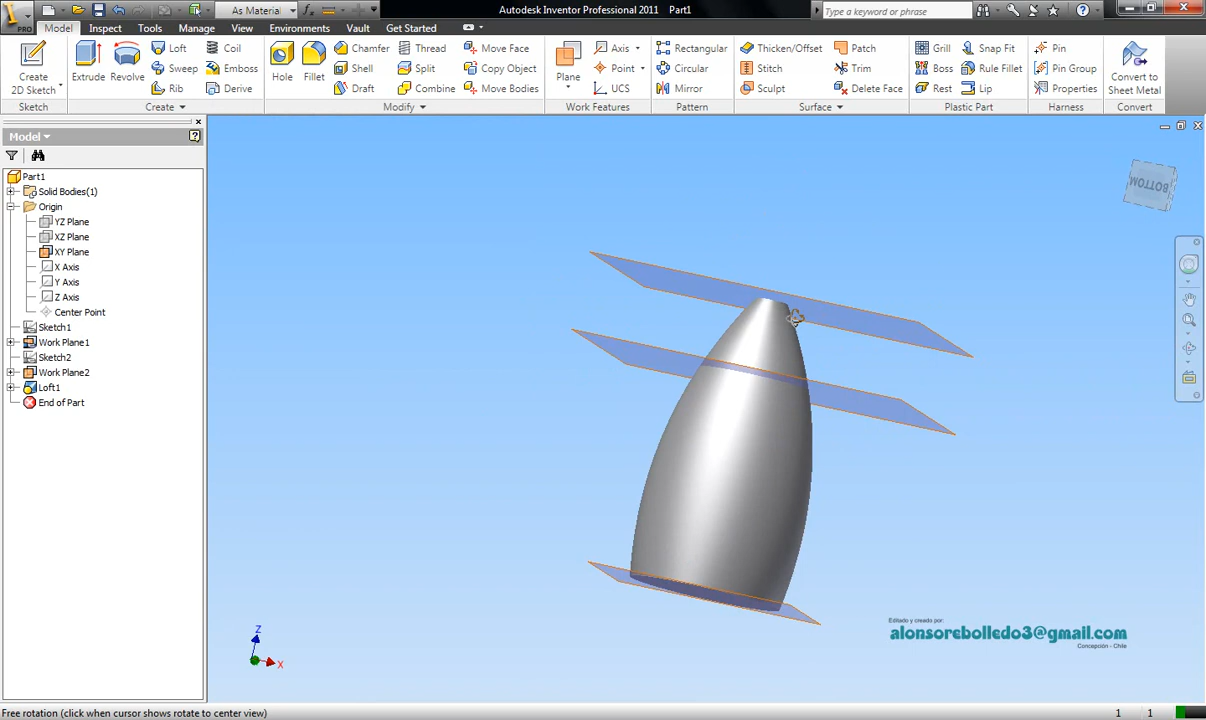 PRO
As Material
Autodesk Inventor Professional 2011 Part1
Type a keyword or phrase
Model Inspect Tools Manage View Environments Vault Get Started
Create 2D Sketch
Sketch
Extrude
Revolve
Loft
Sweep
Rib
Coil
Emboss
Derive
Create
Hole
Fillet
Chamfer
Shell
Draft
Thread
Split
Combine
Move Face
Copy Object
Move Bodies
Modify
Plane
Axis
Point
UCS
Work Features
Rectangular
Circular
Mirror
Pattern
Thicken/Offset
Stitch
Sculpt
Patch
Trim
Delete Face
Surface
Grill
Boss
Rest
Snap Fit
Rule Fillet
Lip
Plastic Part
Pin
Pin Group
Properties
Harness
Convert to Sheet Metal
Convert
Model
Part1
Solid Bodies(1)
Origin
YZ Plane
XZ Plane
XY Plane
X Axis
Y Axis
Z Axis
Center Point
Sketch1
Work Plane1
Sketch2
Work Plane2
Loft1
End of Part
BOTTOM
Z
X
Editado y creado por:
alonsorebolledo3@gmail.com
Concepción - Chile
Free rotation (click when cursor shows rotate to center view)
1 1